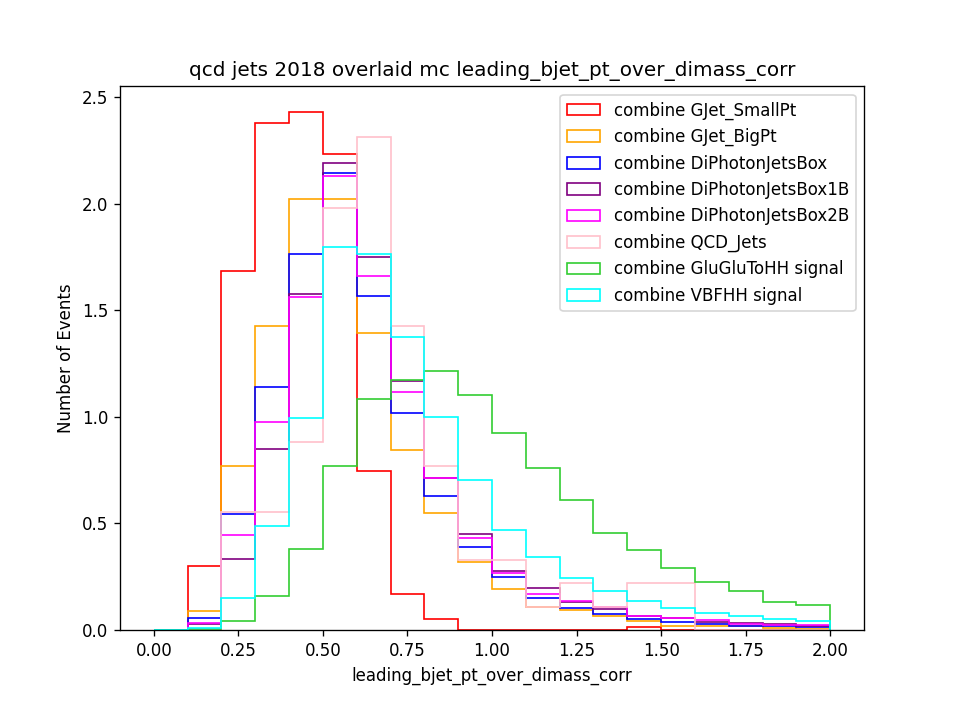 qcd jets 2018 overlaid mc leading_bjet_pt_over_dimass_corr
combine GJet_SmallPt
combine GJet_BigPt
combine DiPhotonJetsBox
combine DiPhotonJetsBox1B
combine DiPhotonJetsBox2B
combine QCD_Jets
combine GluGluToHH signal
combine VBFHH signal
Number of Events
2.5
2.0
1.5
1.0
0.5
0.0
0.00 0.25 0.50 0.75 1.00 1.25 1.50 1.75 2.00
leading_bjet_pt_over_dimass_corr